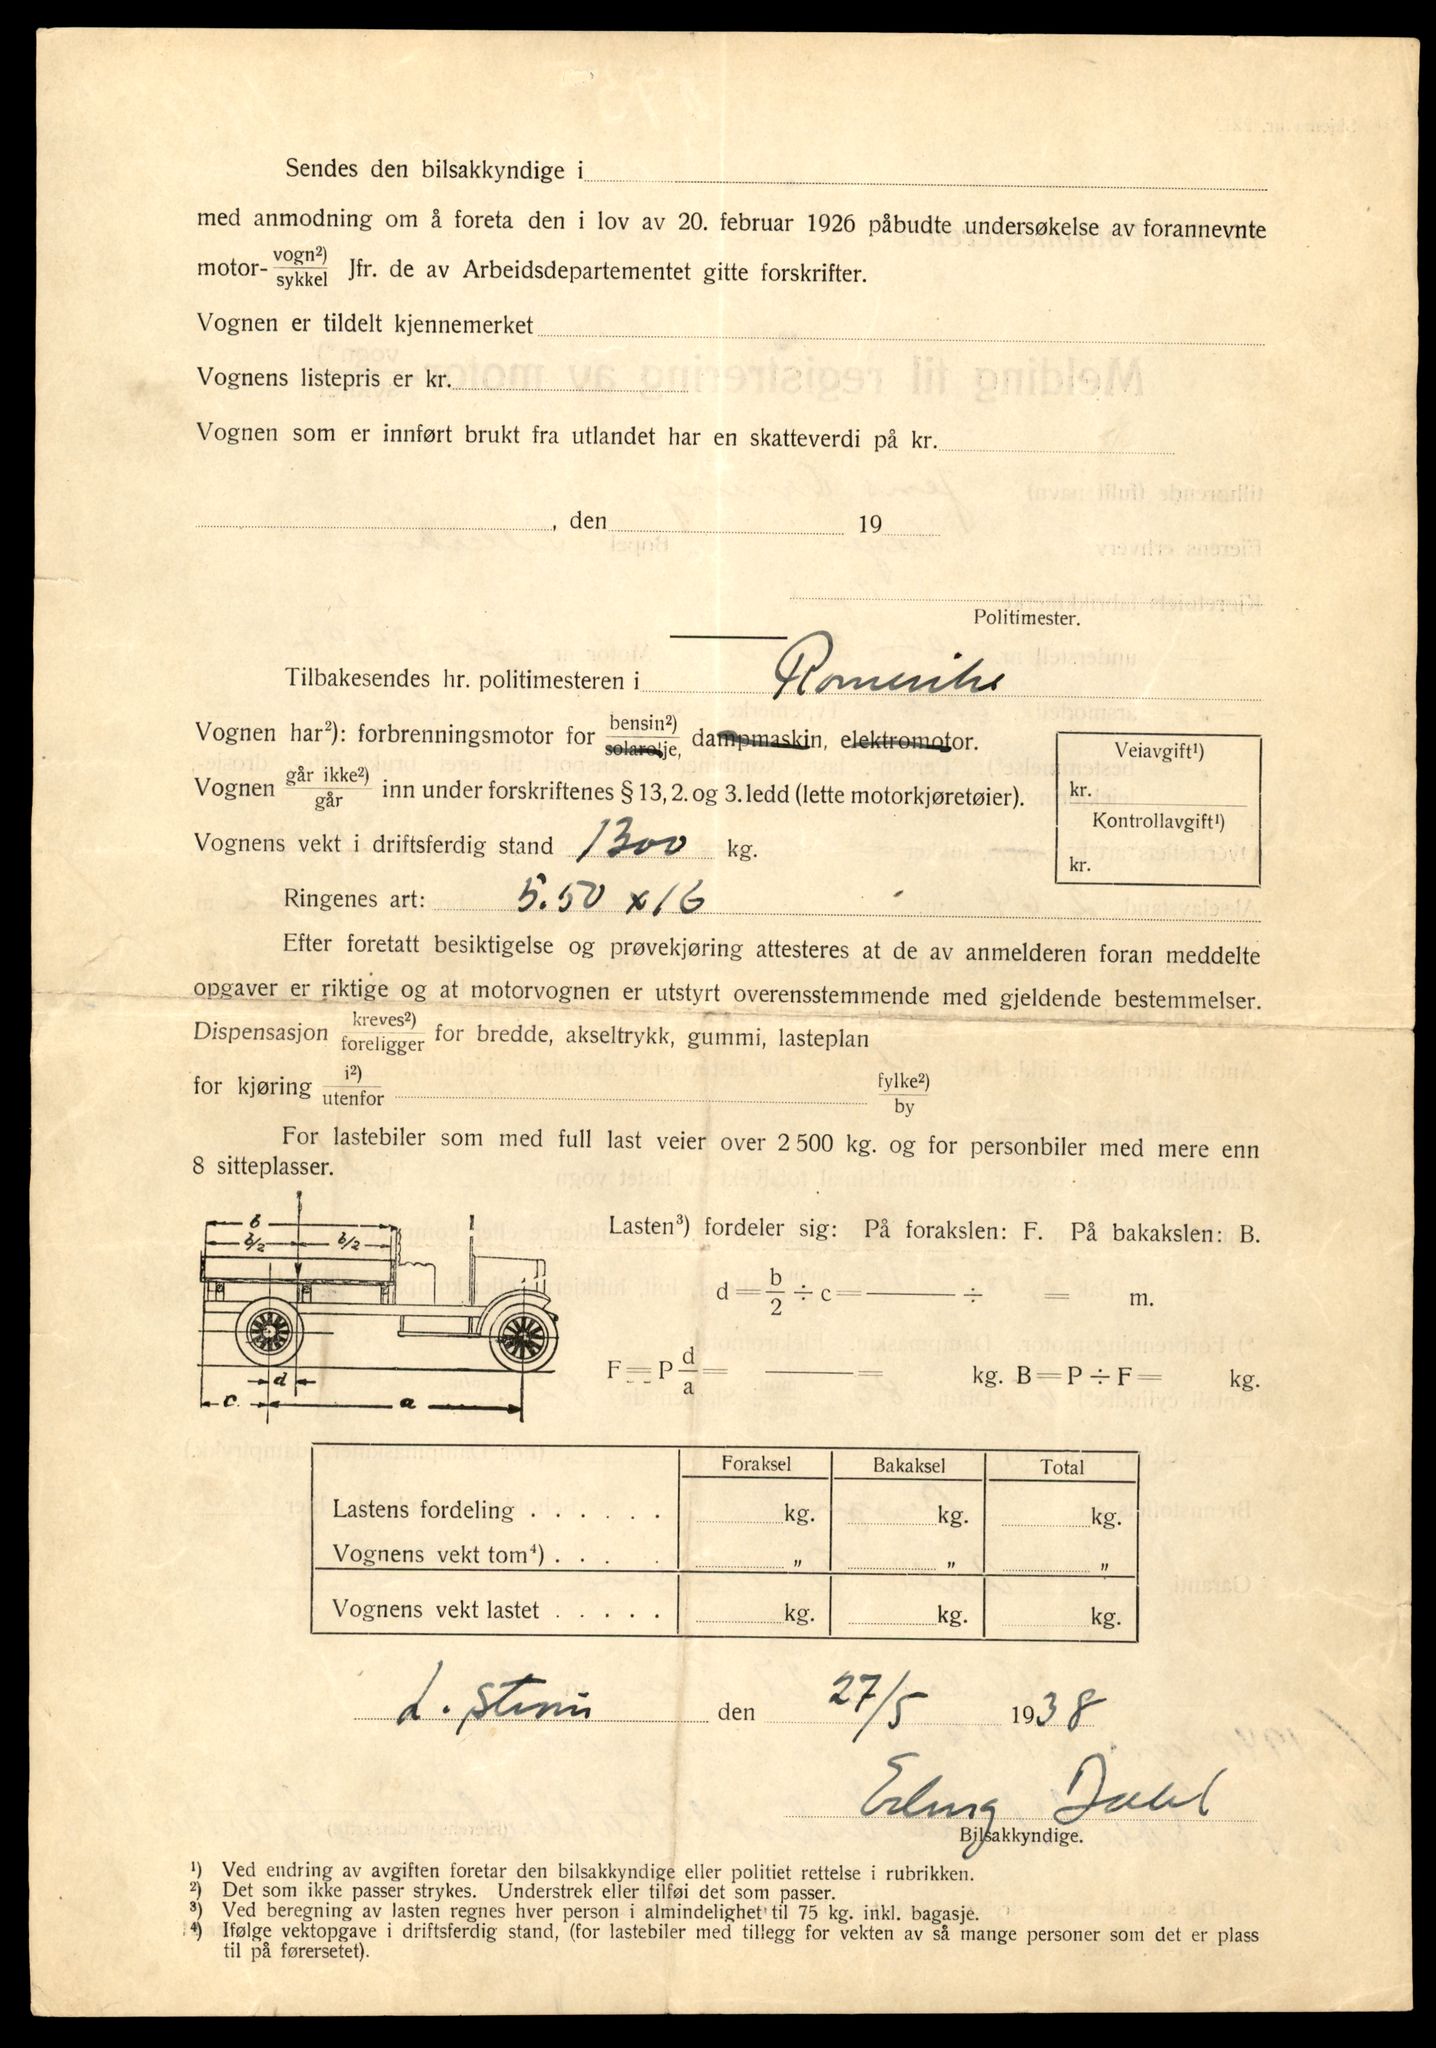 Sendes den bilsakkyndige i
med anmodning om å foreta den i lov av 20. februar 1926 påbudte undersøkelse av forannevnte
motor- vogn²) / sykkel Jfr. de av Arbeidsdepartementet gitte forskrifter.
Vognen er tildelt kjennemerket
Vognens listepris er kr.
Vognen som er innført brukt fra utlandet har en skatteverdi på kr.
, den 19
Politimester.
Tilbakesendes hr. politimesteren i Romerike
Vognen har²): forbrenningsmotor for bensin²) / solarolje, dampmaskin, elektromotor.
Veiavgift¹)
kr.
Vognen går ikke²) / går inn under forskriftenes § 13, 2. og 3. ledd (lette motorkjøretøier).
Kontrollavgift¹)
kr.
Vognens vekt i driftsferdig stand 1300 kg.
Ringenes art: 5.50 x 16
Efter foretatt besiktigelse og prøvekjøring attesteres at de av anmelderen foran meddelte
opgaver er riktige og at motorvognen er utstyrt overensstemmende med gjeldende bestemmelser.
Dispensasjon kreves²) / foreligger for bredde, akseltrykk, gummi, lasteplan
for kjøring i²) / utenfor fylke²) / by
For lastebiler som med full last veier over 2 500 kg. og for personbiler med mere enn
8 sitteplasser.
b
b/2 b/2
d
c. a
Lasten³) fordeler sig: På forakslen: F. På bakakslen: B.
d = b/2 ÷ c = ——— ÷ = m.
F = P d/a = ——— = kg. B = P ÷ F = kg.
Foraksel Bakaksel Total
Lastens fordeling . . . . . . kg. kg. kg.
Vognens vekt tom⁴) . . . . „ „ „
Vognens vekt lastet . . . . . kg. kg. kg.
den 27/5 1938
Erling Dahl
Bilsakkyndige.
¹) Ved endring av avgiften foretar den bilsakkyndige eller politiet rettelse i rubrikken.
²) Det som ikke passer strykes. Understrek eller tilføi det som passer.
³) Ved beregning av lasten regnes hver person i almindelighet til 75 kg. inkl. bagasje.
⁴) Ifølge vektopgave i driftsferdig stand, (for lastebiler med tillegg for vekten av så mange personer som det er plass
til på førersetet).